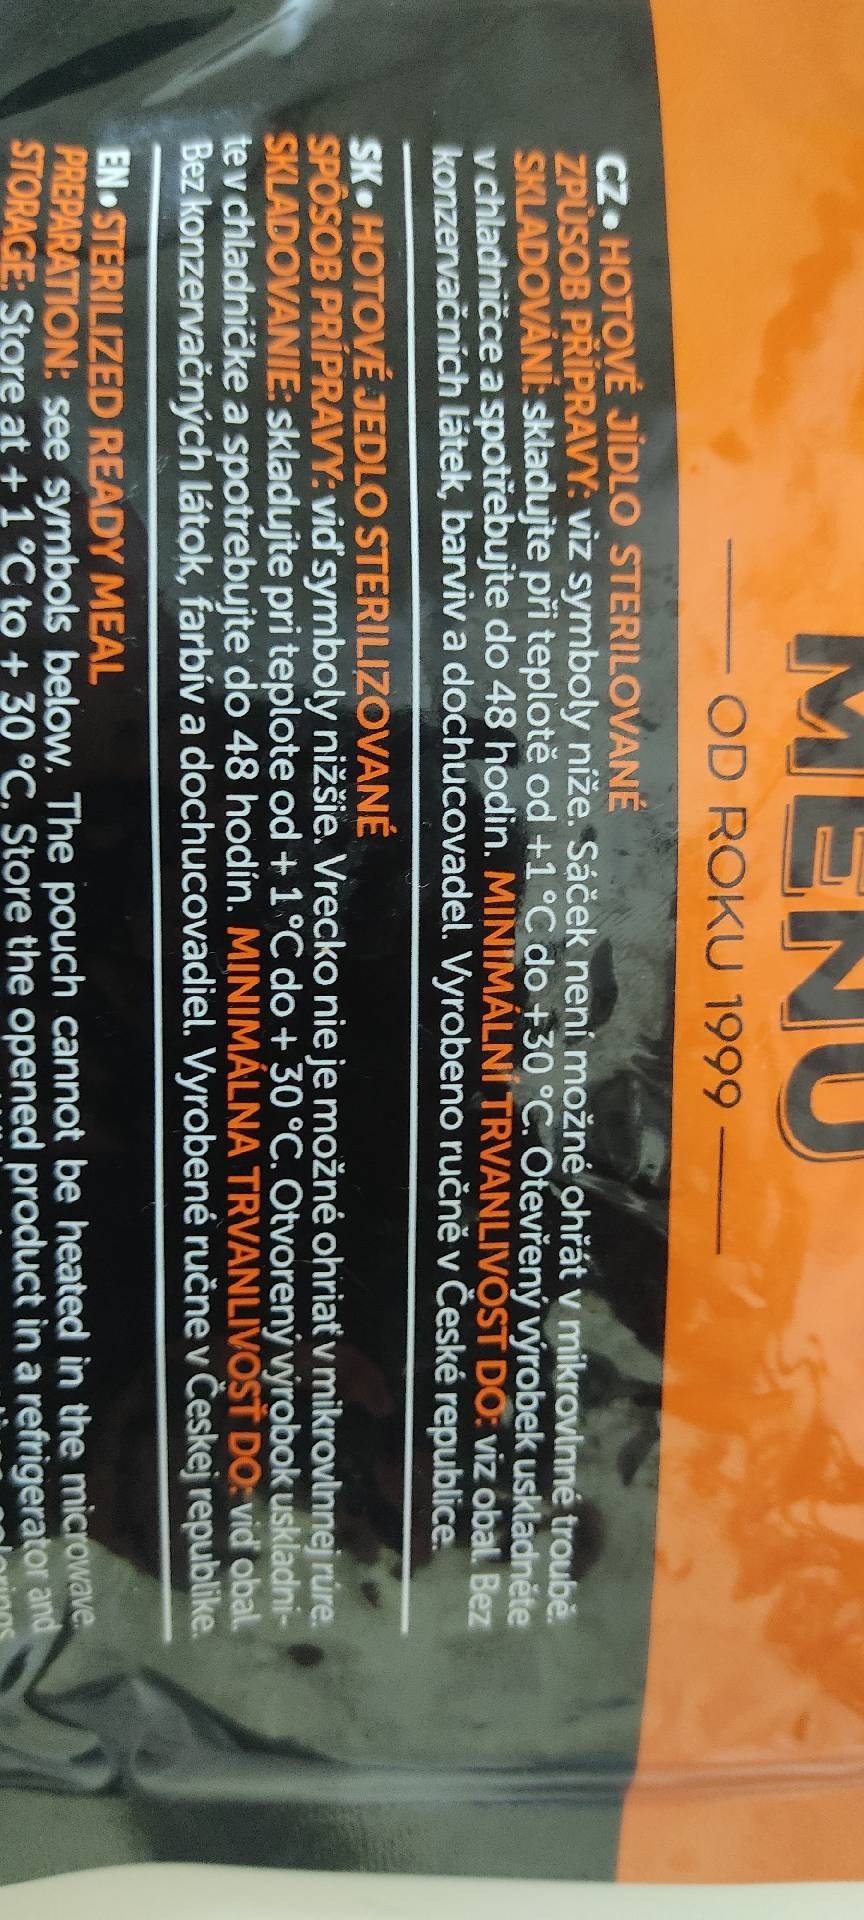 MENU
OD ROKU 1999
CZ • HOTOVÉ JÍDLO STERILOVANÉ
ZPŮSOB PŘÍPRAVY: viz symboly níže. Sáček není možné ohřát v mikrovlnné troubě.
SKLADOVÁNÍ: skladujte při teplotě od +1 °C do +30 °C. Otevřený výrobek uskladněte
v chladničce a spotřebujte do 48 hodin. MINIMÁLNÍ TRVANLIVOST DO: viz obal. Bez
konzervačních látek, barviv a dochucovadel. Vyrobeno ručně v České republice.
SK • HOTOVÉ JEDLO STERILIZOVANÉ
SPÔSOB PRÍPRAVY: viď symboly nižšie. Vrecko nie je možné ohriať v mikrovlnnej rúre.
SKLADOVANIE: skladujte pri teplote od + 1 °C do + 30 °C. Otvorený výrobok uskladni-
te v chladničke a spotrebujte do 48 hodín. MINIMÁLNA TRVANLIVOSŤ DO: viď obal.
Bez konzervačných látok, farbív a dochucovadiel. Vyrobené ručne v Českej republike.
EN • STERILIZED READY MEAL
PREPARATION: see symbols below. The pouch cannot be heated in the microwave.
STORAGE: Store at + 1 °C to + 30 °C. Store the opened product in a refrigerator and